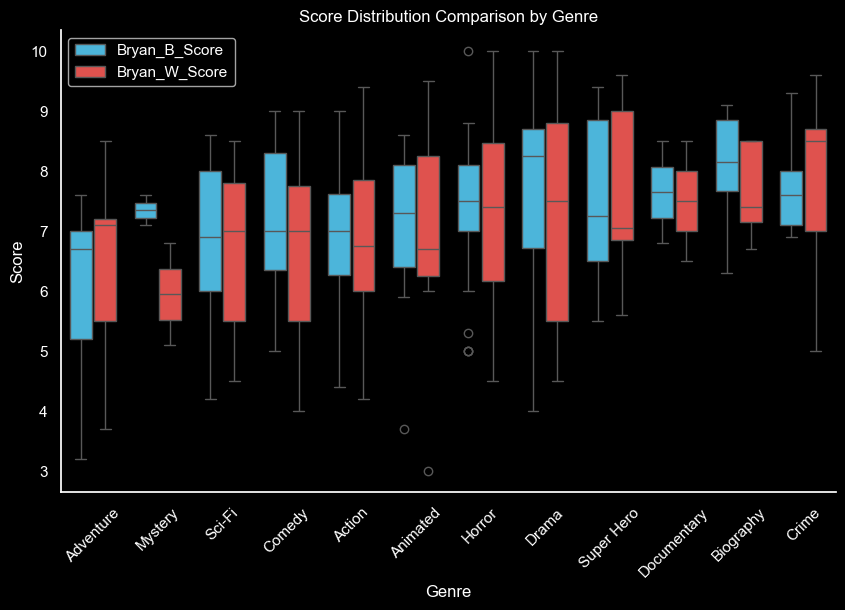 Score Distribution Comparison by Genre
Bryan_B_Score
Bryan_W_Score
Score
10
9
8
7
6
5
4
3
Adventure
Mystery
Sci-Fi
Comedy
Action
Animated
Horror
Drama
Super Hero
Documentary
Biography
Crime
Genre